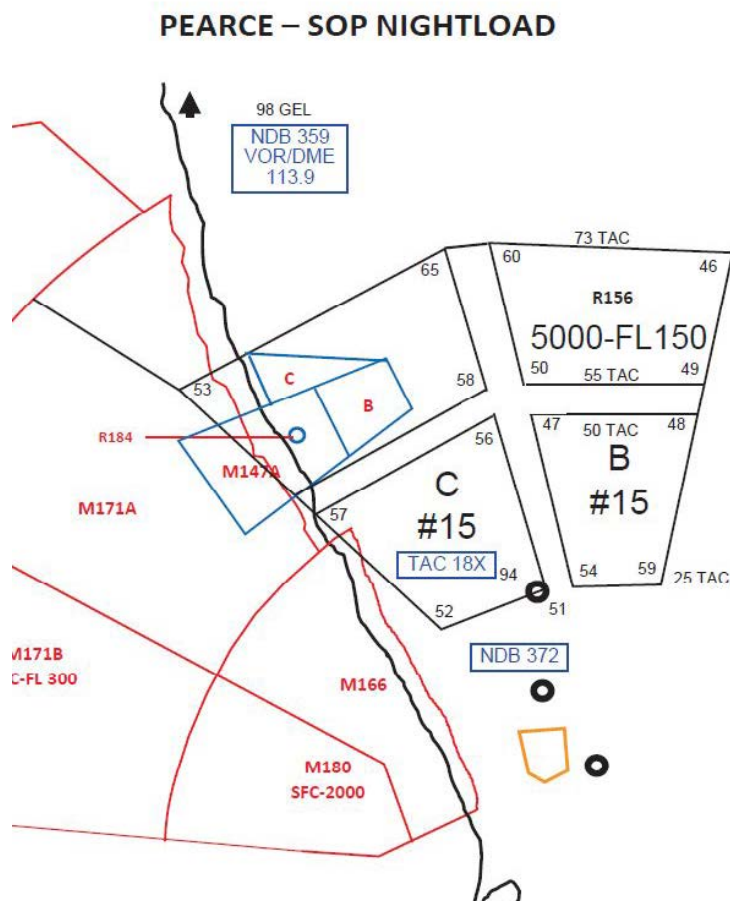 PEARCE – SOP NIGHTLOAD
98 GEL
NDB 359
VOR/DME
113.9
73 TAC
65
60
46
R156
5000-FL150
50
55 TAC
49
C
53
58
B
47
50 TAC
48
56
R184
M147A
C
#15
B
#15
M171A
57
TAC 18X
94
54
59
25 TAC
52
51
M171B
C-FL 300
NDB 372
M166
M180
SFC-2000